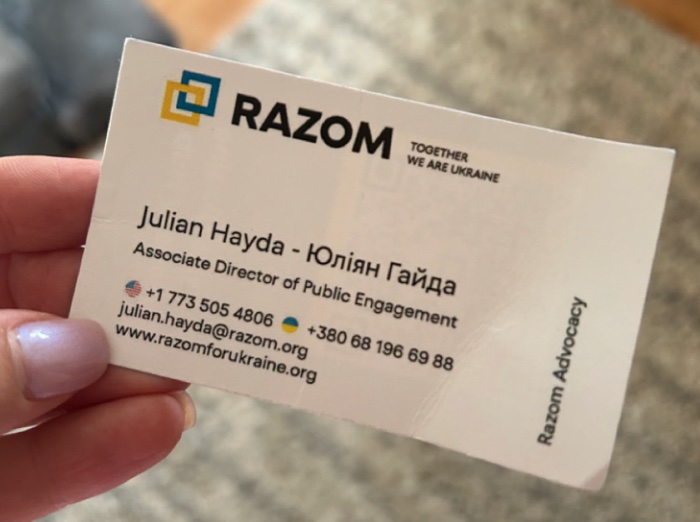 RAZOM
TOGETHER
WE ARE UKRAINE
Julian Hayda - Юліян Гайда
Associate Director of Public Engagement
+1 773 505 4806 +380 68 196 69 88
julian.hayda@razom.org
www.razomforukraine.org
Razom Advocacy